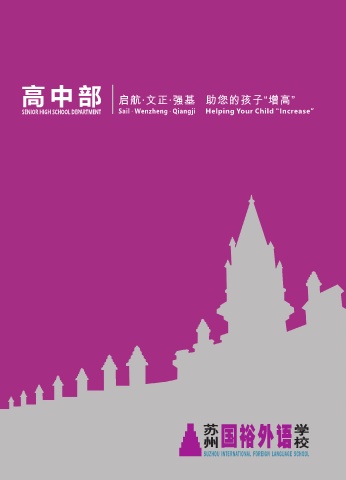 高中部
SENIOR HIGH SCHOOL DEPARTMENT
启航·文正·强基 助您的孩子“增高”
Sail · Wenzheng · Qiangji Helping Your Child "Increase"
苏州国裕外语学校
SUZHOU INTERNATIONAL FOREIGN LANGUAGE SCHOOL